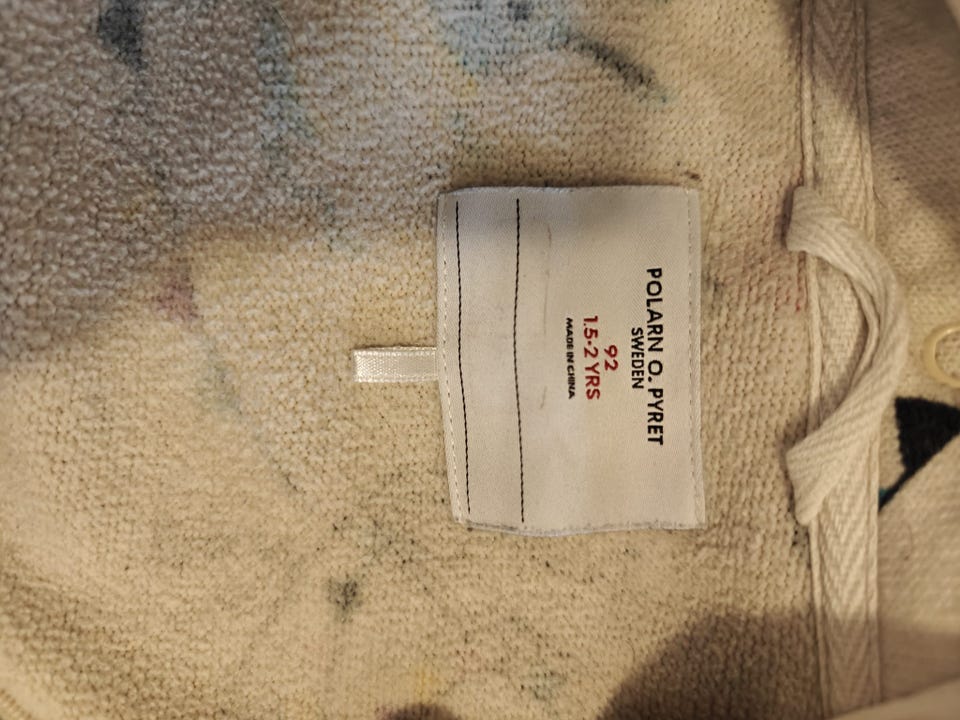 POLARN O. PYRET
SWEDEN
92
1.5-2 YRS
MADE IN CHINA